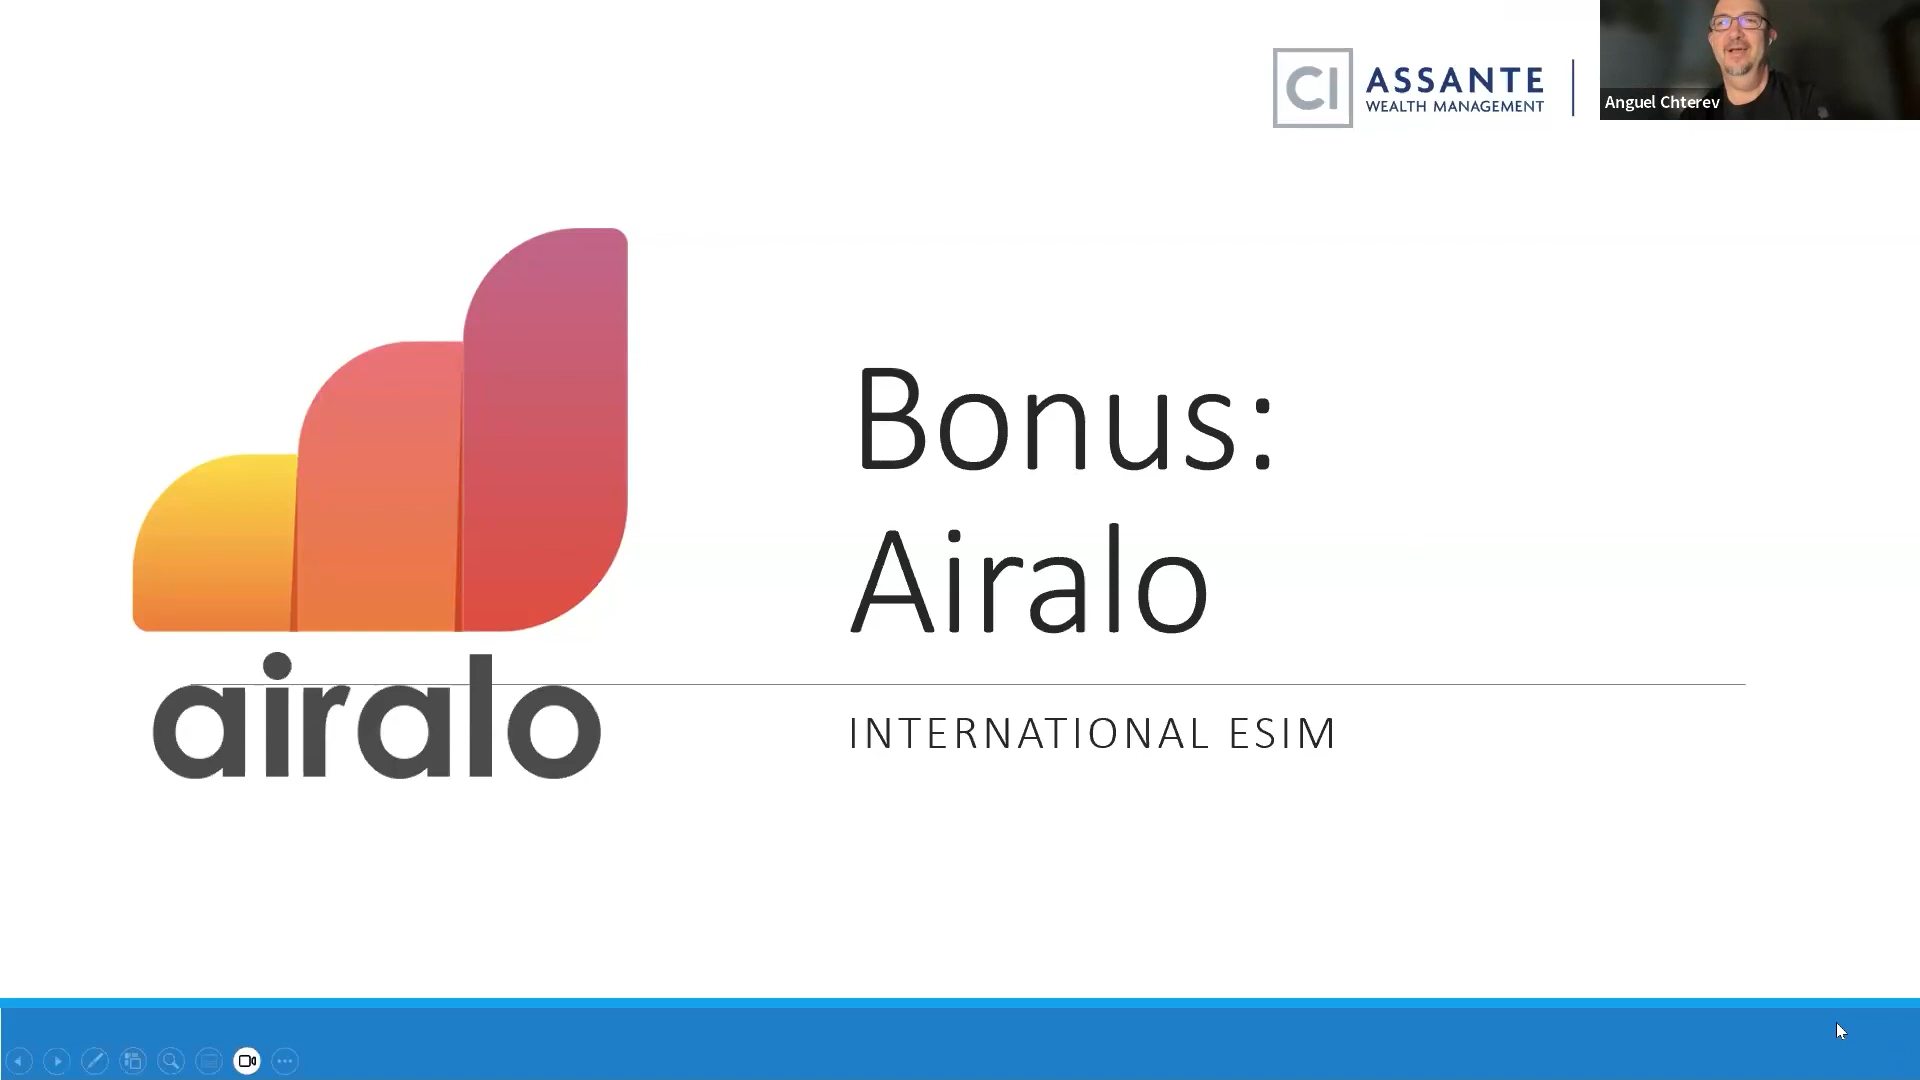 CI ASSANTE
WEALTH MANAGEMENT
Anguel Chterev
Bonus:
Airalo
airalo
INTERNATIONAL ESIM